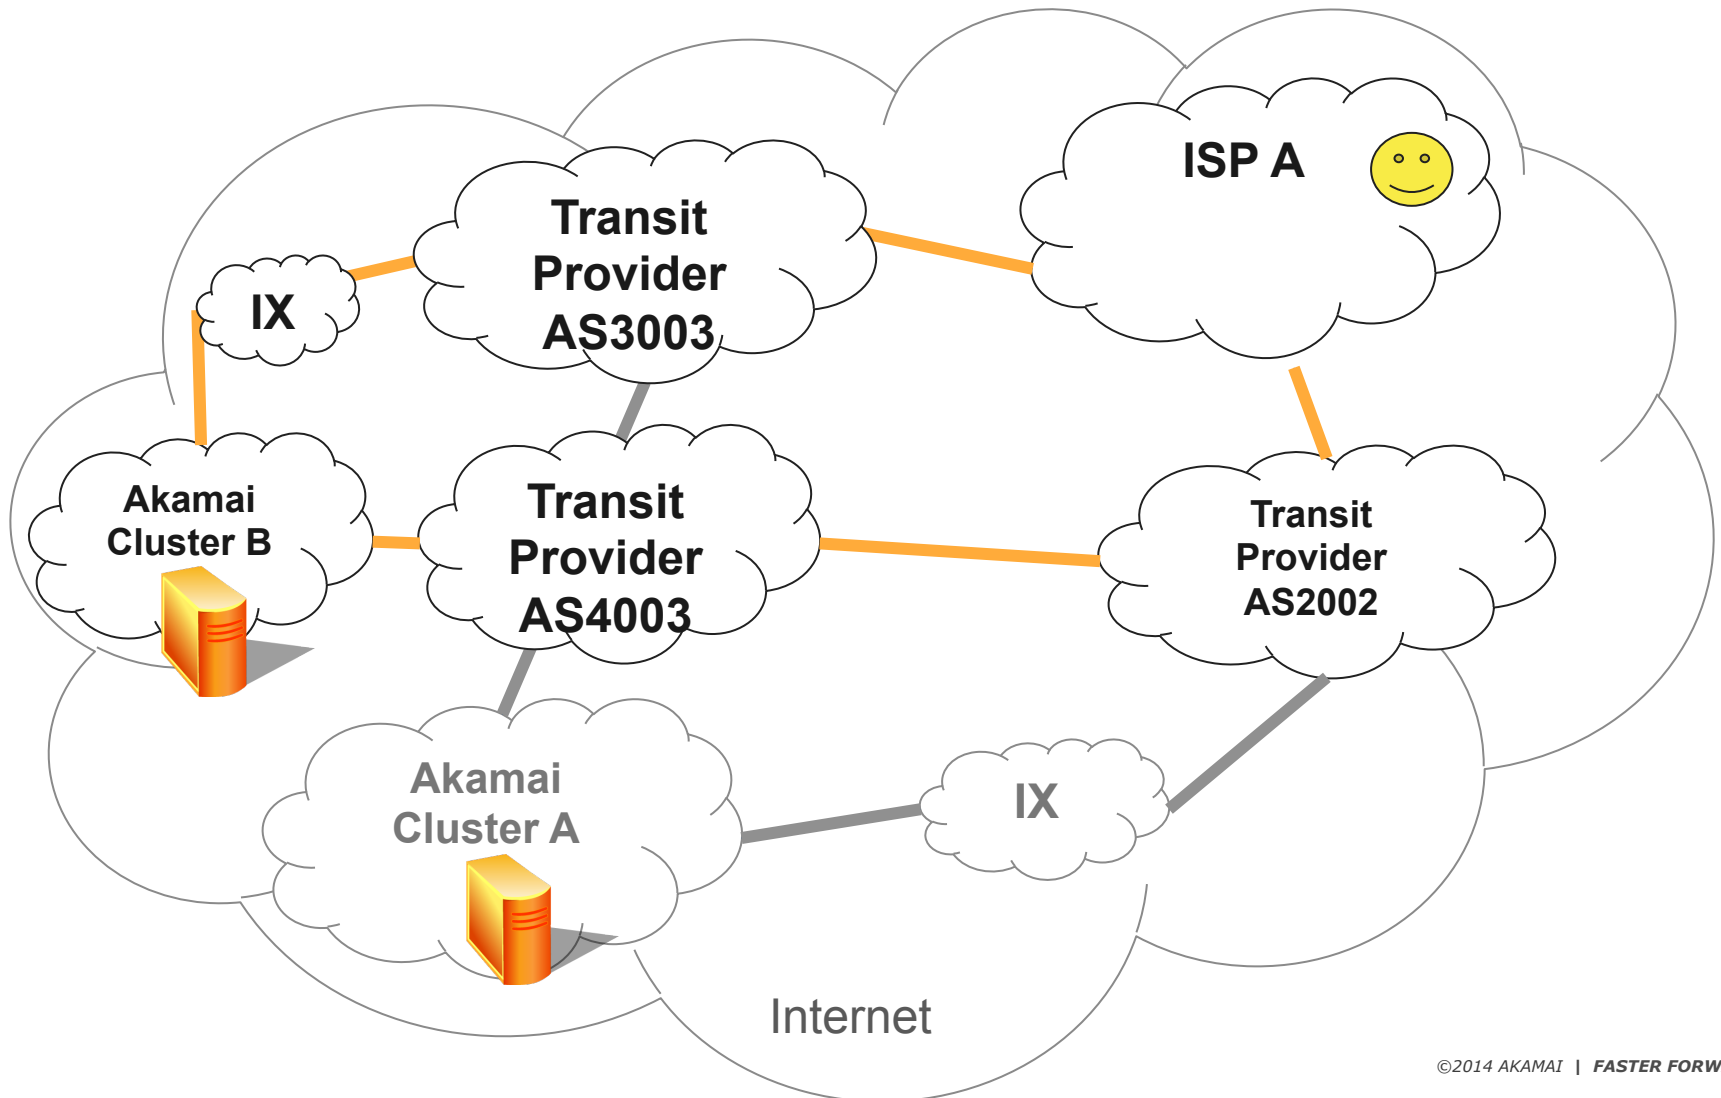 ISP A
Transit
Provider
AS3003
IX
Akamai
Cluster B
Transit
Provider
AS4003
Transit
Provider
AS2002
Akamai
Cluster A
IX
Internet
©2014 AKAMAI | FASTER FORW